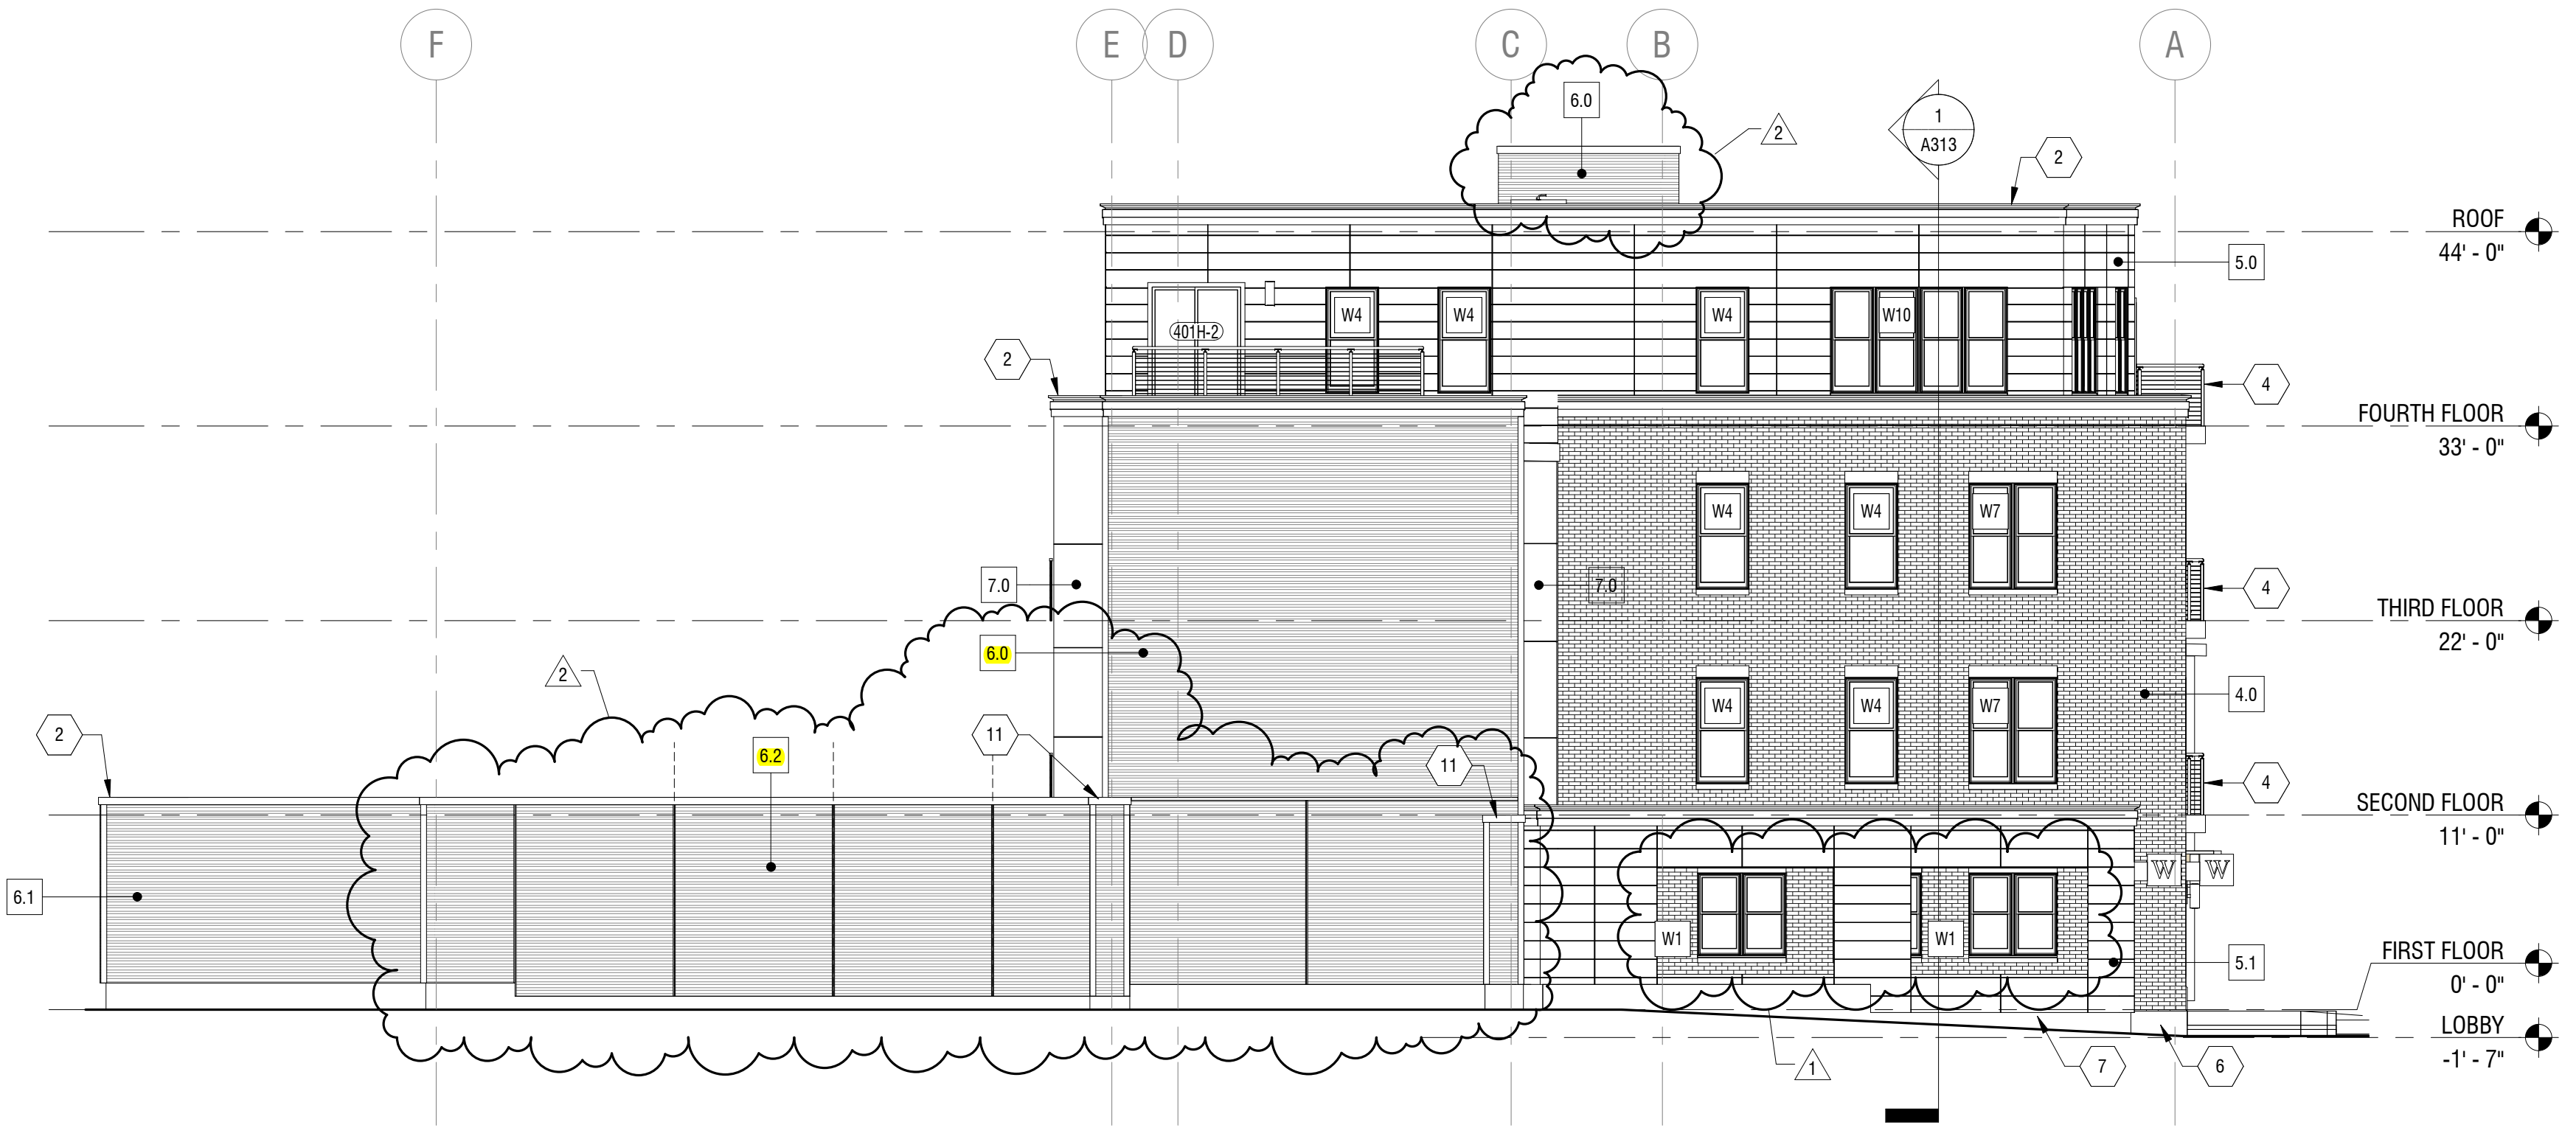 F
E
D
C
B
A
6.0
2
1
A313
2
ROOF
44' - 0"
5.0
W4
W4
W4
W10
401H-2
2
4
FOURTH FLOOR
33' - 0"
W4
W4
W7
7.0
7.0
4
THIRD FLOOR
22' - 0"
6.0
2
W4
W4
W7
4.0
2
6.2
11
11
4
SECOND FLOOR
11' - 0"
W
W
6.1
W1
W1
5.1
FIRST FLOOR
0' - 0"
LOBBY
-1' - 7"
1
7
6